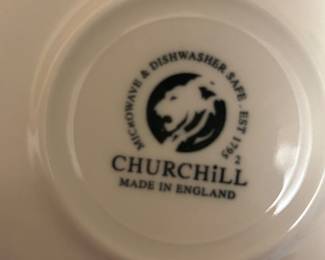 MICROWAVE & DISHWASHER SAFE - EST 1795
CHURCHiLL
MADE IN ENGLAND